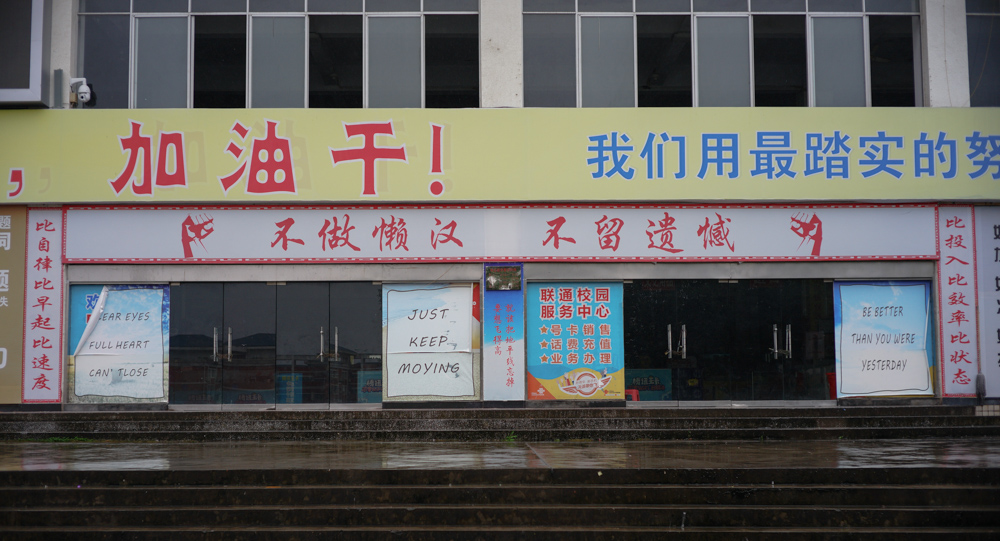 ，加油干！
我们用最踏实的努
不做懒汉 不留遗憾
比自律比早起比速度
EAR EYES
FULL HEART
CAN'T LOSE
JUST
KEEP
MOYING
联通校园
服务中心
★号卡销售
★话费充值
★业务办理
BE BETTER
THAN YOU WERE
YESTERDAY
比投入比效率比状态